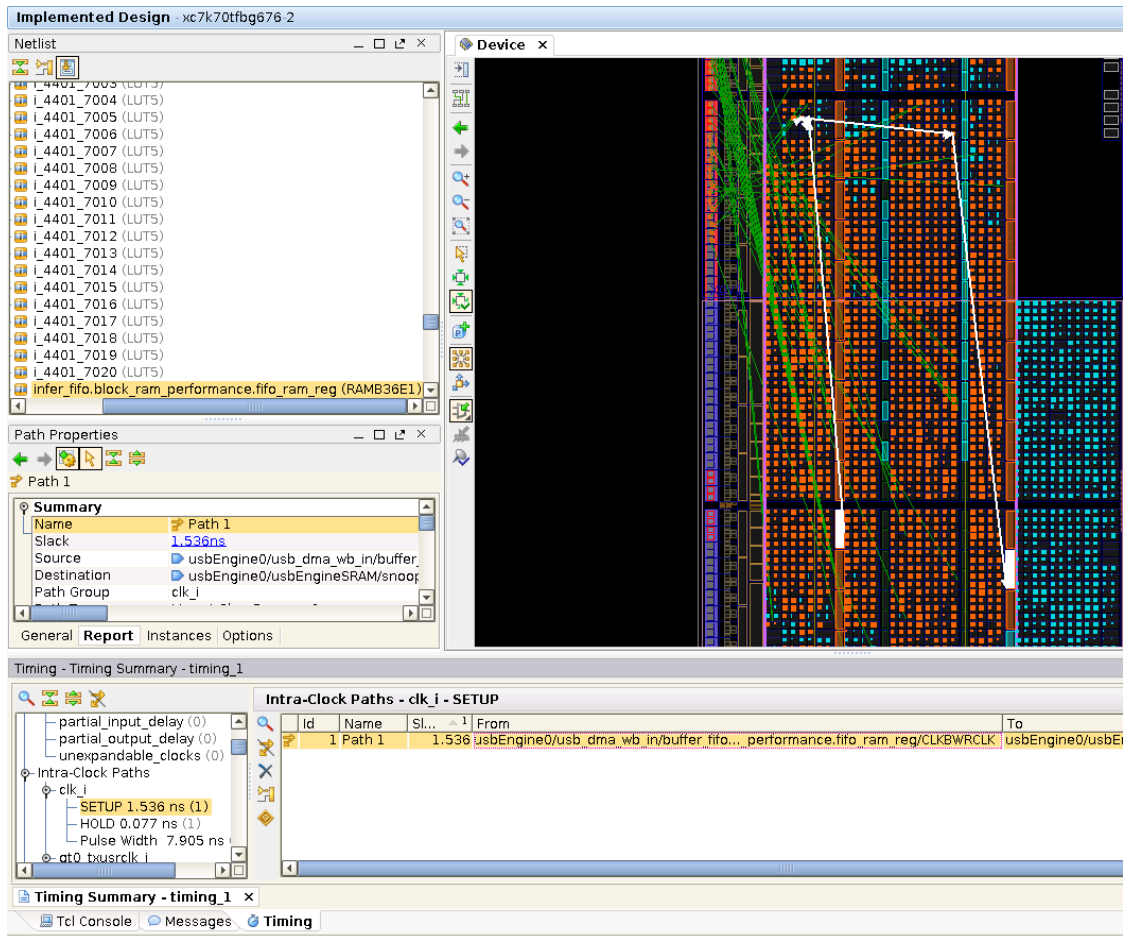 Implemented Design - xc7k70tfbg676-2
Netlist
i_4401_7003 (LUT5)
i_4401_7004 (LUT5)
i_4401_7005 (LUT5)
i_4401_7006 (LUT5)
i_4401_7007 (LUT5)
i_4401_7008 (LUT5)
i_4401_7009 (LUT5)
i_4401_7010 (LUT5)
i_4401_7011 (LUT5)
i_4401_7012 (LUT5)
i_4401_7013 (LUT5)
i_4401_7014 (LUT5)
i_4401_7015 (LUT5)
i_4401_7016 (LUT5)
i_4401_7017 (LUT5)
i_4401_7018 (LUT5)
i_4401_7019 (LUT5)
i_4401_7020 (LUT5)
infer_fifo.block_ram_performance.fifo_ram_reg (RAMB36E1)
Device
Path Properties
Path 1
Summary
Name Path 1
Slack 1.536ns
Source usbEngine0/usb_dma_wb_in/buffer_
Destination usbEngine0/usbEngineSRAM/snoop
Path Group clk_i
General Report Instances Options
Timing - Timing Summary - timing_1
partial_input_delay (0)
partial_output_delay (0)
unexpandable_clocks (0)
Intra-Clock Paths
clk_i
SETUP 1.536 ns (1)
HOLD 0.077 ns (1)
Pulse Width 7.905 ns
gt0_txusrclk_i
Intra-Clock Paths - clk_i - SETUP
Id Name Sl... 1 From To
1 Path 1 1.536 usbEngine0/usb_dma_wb_in/buffer_fifo..._performance.fifo_ram_reg/CLKBWRCLK usbEngine0/usbEn
Timing Summary - timing_1
Tcl Console Messages Timing